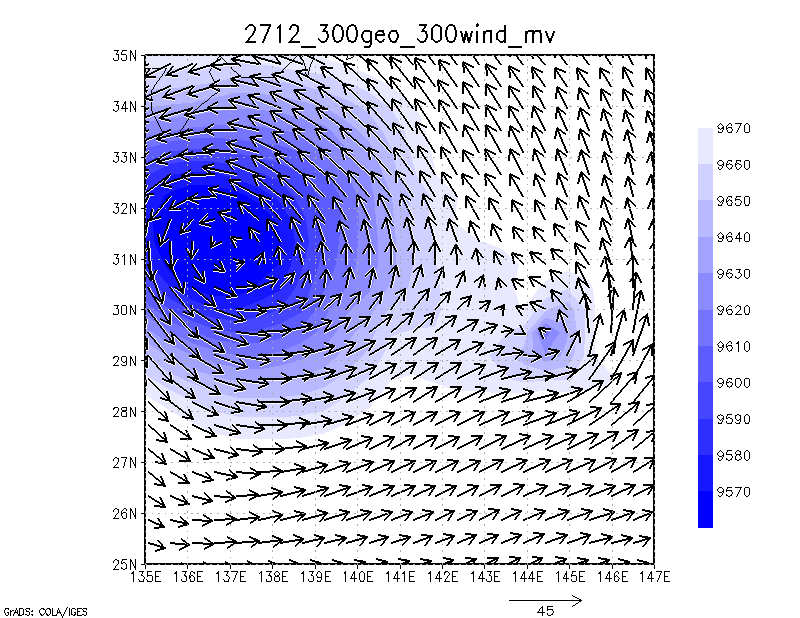 2712_300geo_300wind_mv
35N
34N
33N
32N
31N
30N
29N
28N
27N
26N
25N
135E 136E 137E 138E 139E 140E 141E 142E 143E 144E 145E 146E 147E
9670
9660
9650
9640
9630
9620
9610
9600
9590
9580
9570
45
GrADS: COLA/IGES